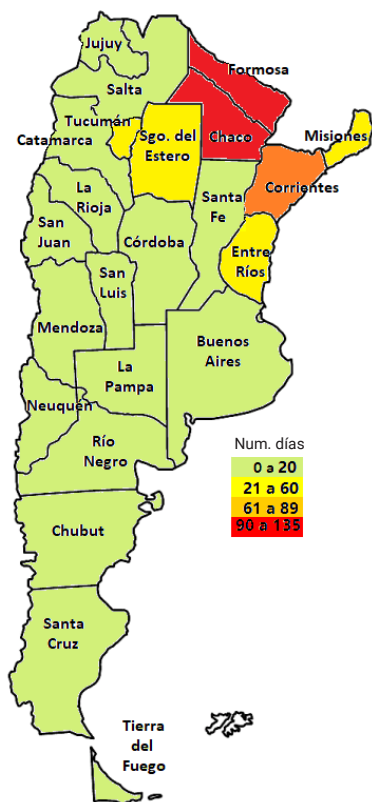 Jujuy
Formosa
Salta
Tucumán
Catamarca
Sgo. del
Estero
Chaco
Misiones
Corrientes
La
Rioja
Santa
Fe
San
Juan
Córdoba
Entre
Ríos
San
Luis
Mendoza
Buenos
Aires
La
Pampa
Neuquén
Río
Negro
Num. días
0 a 20
21 a 60
61 a 89
90 a 135
Chubut
Santa
Cruz
Tierra
del
Fuego